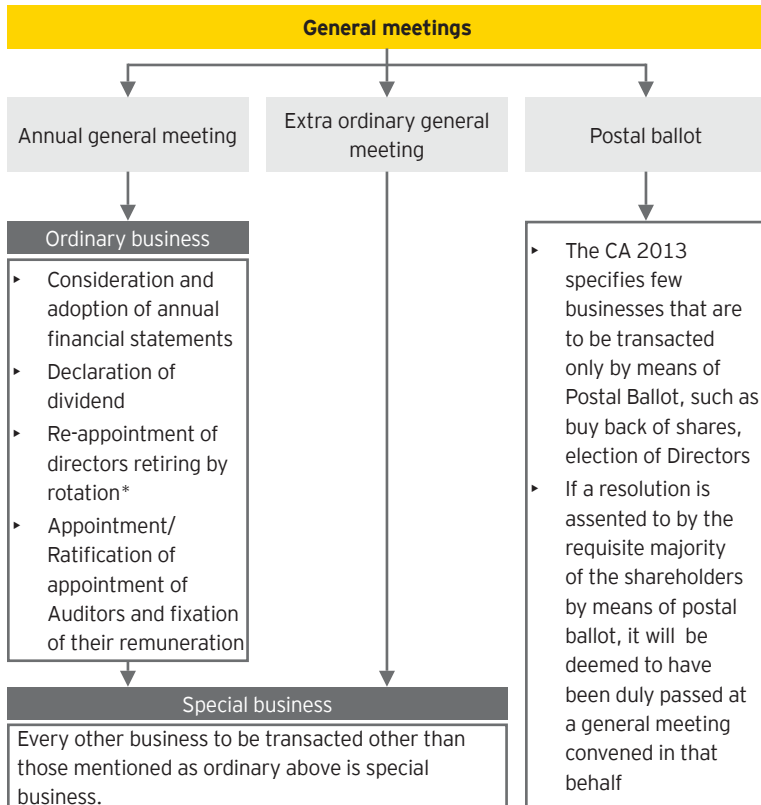 General meetings
Annual general meeting
Extra ordinary general
meeting
Postal ballot
Ordinary business
▸ Consideration and
adoption of annual
financial statements
▸ Declaration of
dividend
▸ Re-appointment of
directors retiring by
rotation*
▸ Appointment/
Ratification of
appointment of
Auditors and fixation
of their remuneration
Special business
Every other business to be transacted other than
those mentioned as ordinary above is special
business.
▸ The CA 2013
specifies few
businesses that are
to be transacted
only by means of
Postal Ballot, such as
buy back of shares,
election of Directors
▸ If a resolution is
assented to by the
requisite majority
of the shareholders
by means of postal
ballot, it will be
deemed to have
been duly passed at
a general meeting
convened in that
behalf